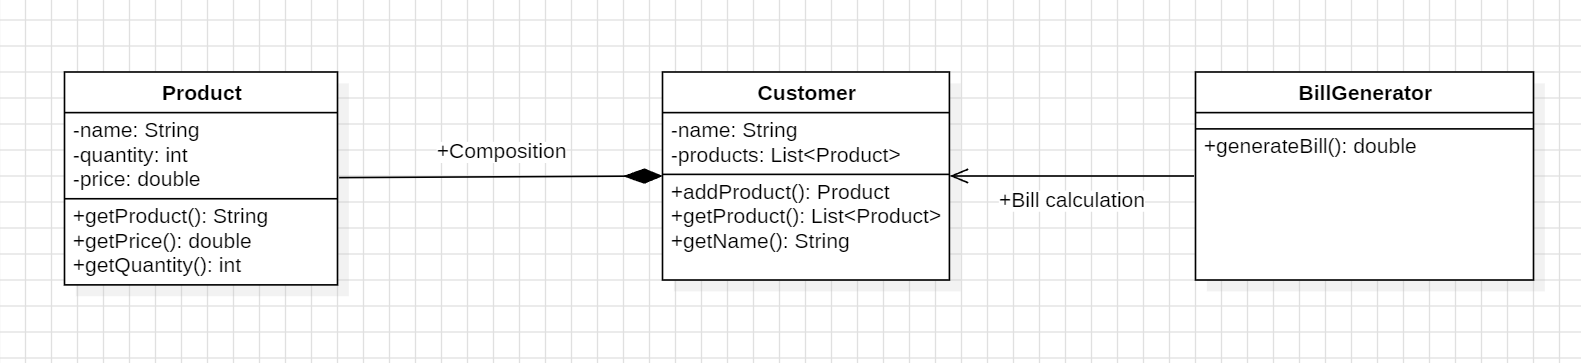 Product
-name: String
-quantity: int
-price: double
+getProduct(): String
+getPrice(): double
+getQuantity(): int
+Composition
Customer
-name: String
-products: List<Product>
+addProduct(): Product
+getProduct(): List<Product>
+getName(): String
+Bill calculation
BillGenerator
+generateBill(): double